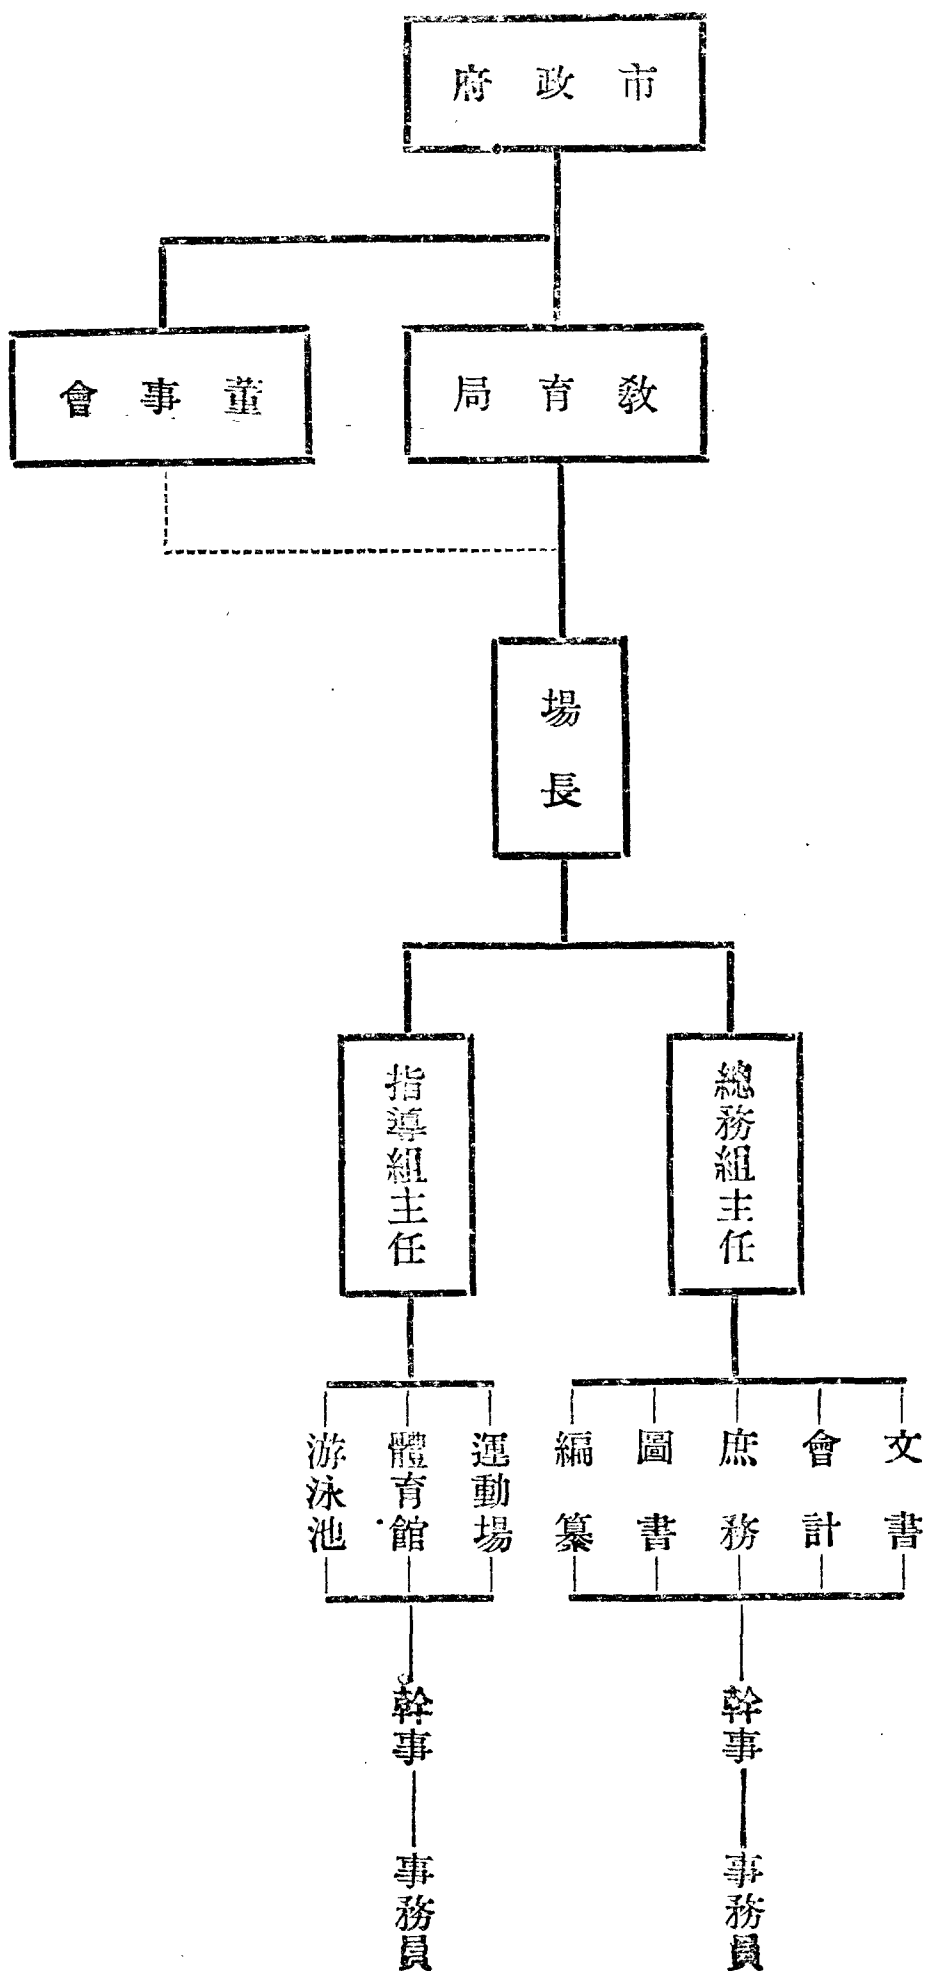 市政府
教育局
董事會
場長
總務組主任
指導組主任
文書
會計
庶務
圖書
編纂
運動場
體育館
游泳池
幹事
事務員
幹事
事務員